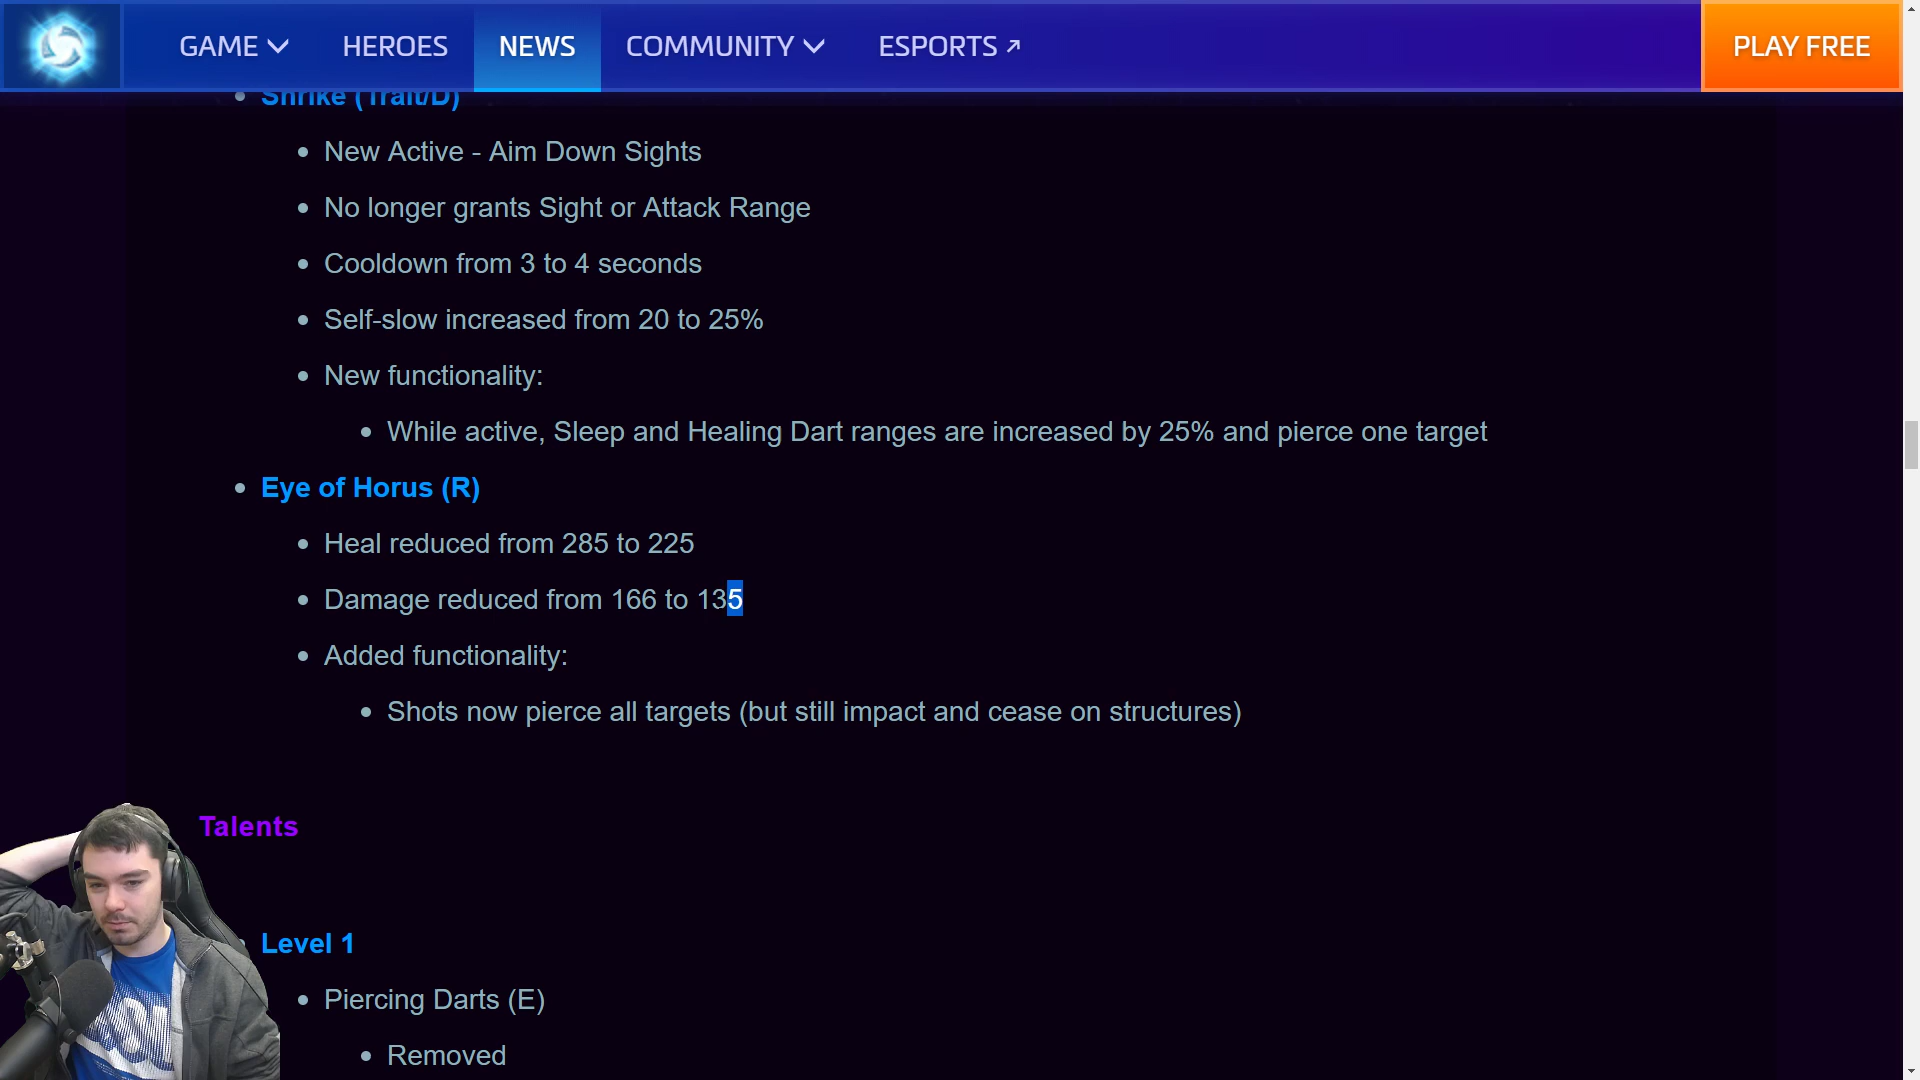 GAME HEROES NEWS COMMUNITY ESPORTS PLAY FREE
Shrike (Trait/D)
New Active - Aim Down Sights
No longer grants Sight or Attack Range
Cooldown from 3 to 4 seconds
Self-slow increased from 20 to 25%
New functionality:
While active, Sleep and Healing Dart ranges are increased by 25% and pierce one target
Eye of Horus (R)
Heal reduced from 285 to 225
Damage reduced from 166 to 135
Added functionality:
Shots now pierce all targets (but still impact and cease on structures)
Talents
Level 1
Piercing Darts (E)
Removed